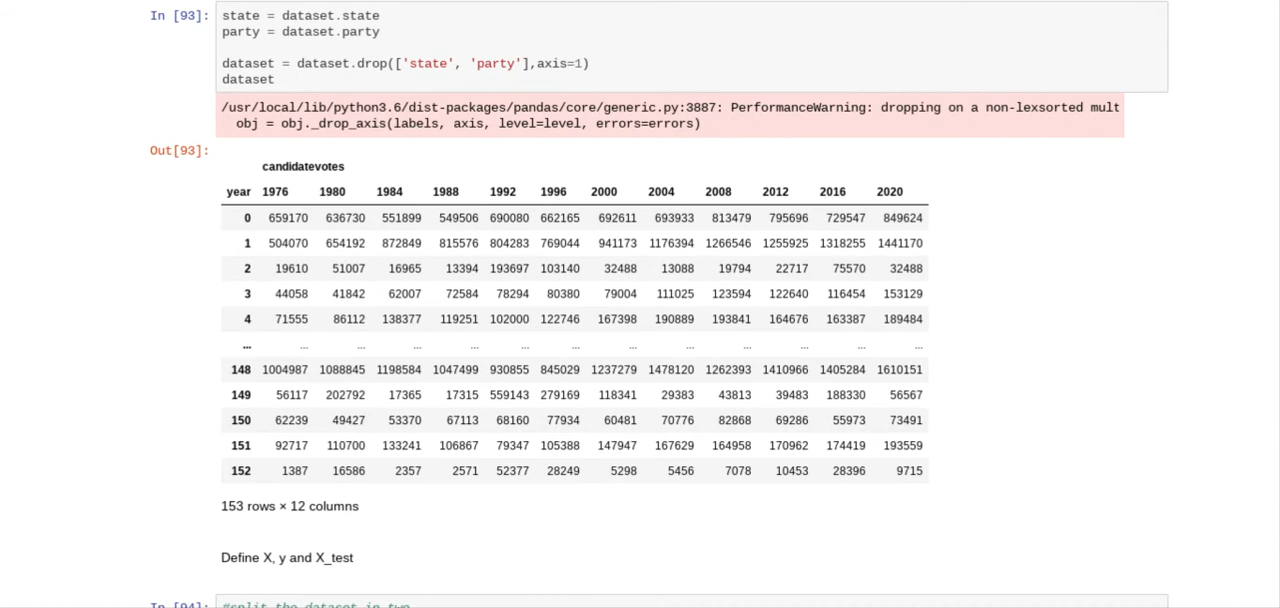 In [93]: state = dataset.state
party = dataset.party
dataset = dataset.drop(['state', 'party'],axis=1)
dataset
/usr/local/lib/python3.6/dist-packages/pandas/core/generic.py:3887: PerformanceWarning: dropping on a non-lexsorted mult
obj = obj._drop_axis(labels, axis, level=level, errors=errors)
Out[93]:
candidatevotes
year 1976 1980 1984 1988 1992 1996 2000 2004 2008 2012 2016 2020
0 659170 636730 551899 549506 690080 662165 692611 693933 813479 795696 729547 849624
1 504070 654192 872849 815576 804283 769044 941173 1176394 1266546 1255925 1318255 1441170
2 19610 51007 16965 13394 193697 103140 32488 13088 19794 22717 75570 32488
3 44058 41842 62007 72584 78294 80380 79004 111025 123594 122640 116454 153129
4 71555 86112 138377 119251 102000 122746 167398 190889 193841 164676 163387 189484
... ... ... ... ... ... ... ... ... ... ... ... ...
148 1004987 1088845 1198584 1047499 930855 845029 1237279 1478120 1262393 1410966 1405284 1610151
149 56117 202792 17365 17315 559143 279169 118341 29383 43813 39483 188330 56567
150 62239 49427 53370 67113 68160 77934 60481 70776 82868 69286 55973 73491
151 92717 110700 133241 106867 79347 105388 147947 167629 164958 170962 174419 193559
152 1387 16586 2357 2571 52377 28249 5298 5456 7078 10453 28396 9715
153 rows × 12 columns
Define X, y and X_test
In [94]: #split the dataset in two